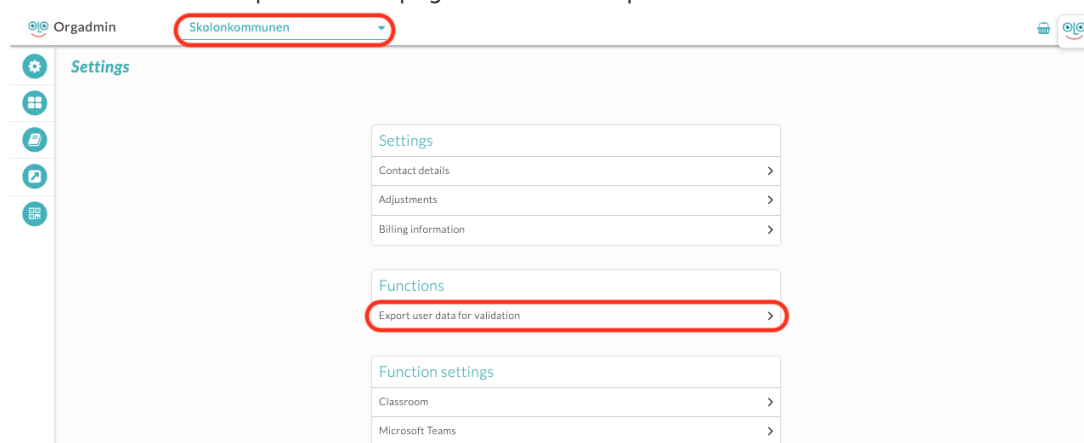 Orgadmin
Skolonkommunen
Settings
Settings
Contact details
Adjustments
Billing information
Functions
Export user data for validation
Function settings
Classroom
Microsoft Teams